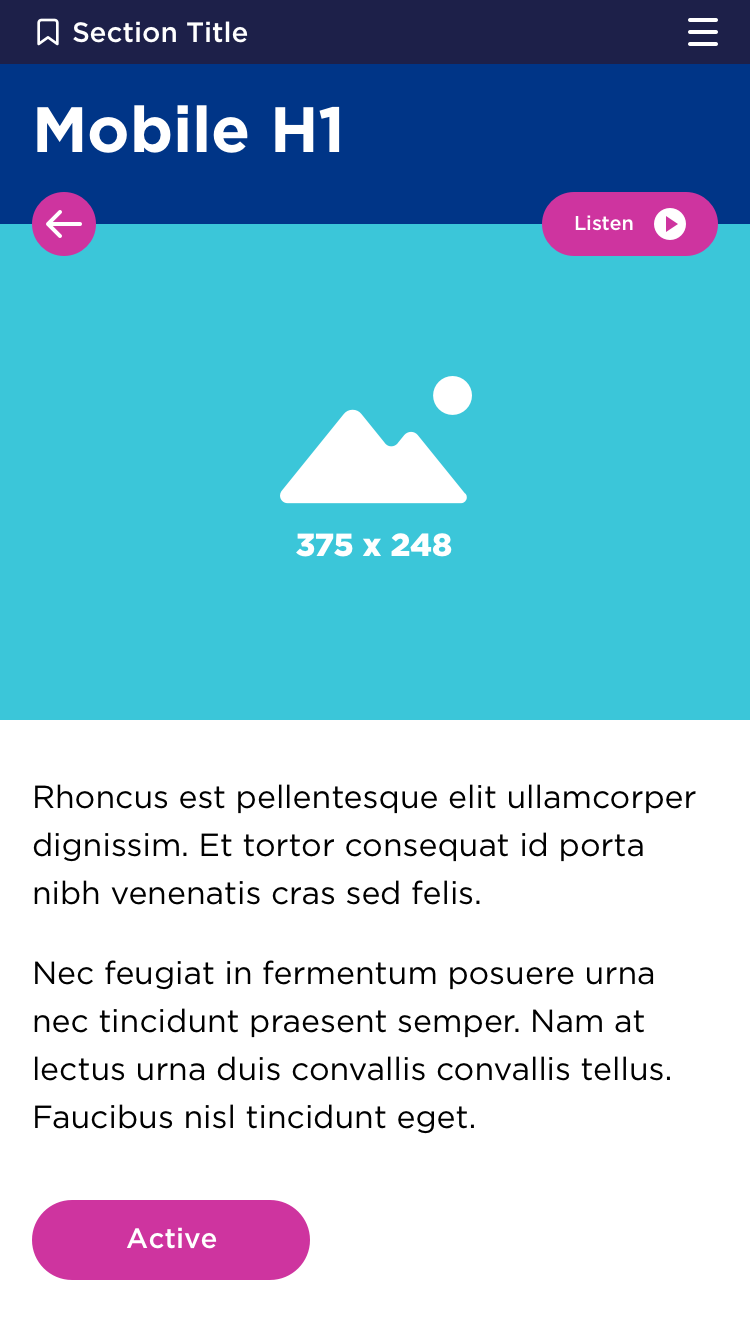 Section Title
Mobile H1
Listen
375 x 248
Rhoncus est pellentesque elit ullamcorper
dignissim. Et tortor consequat id porta
nibh venenatis cras sed felis.
Nec feugiat in fermentum posuere urna
nec tincidunt praesent semper. Nam at
lectus urna duis convallis convallis tellus.
Faucibus nisl tincidunt eget.
Active